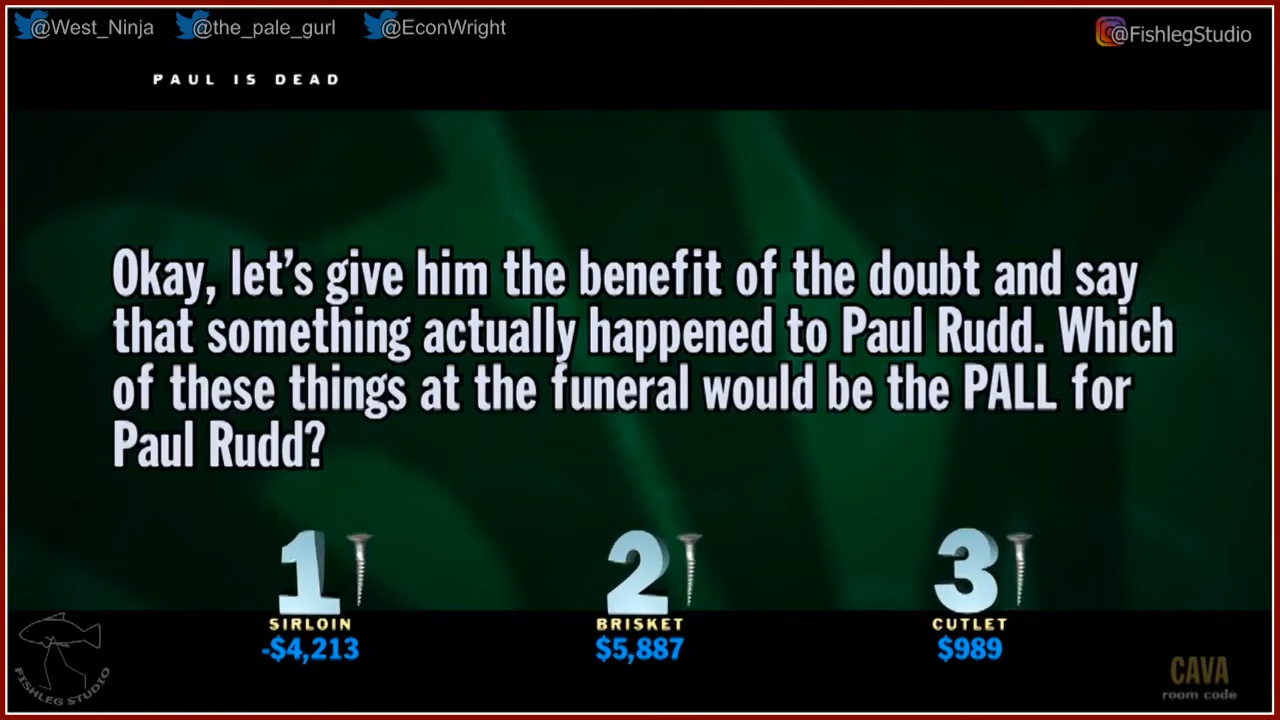 @West_Ninja @the_pale_gurl @EconWright @FishlegStudio
PAUL IS DEAD
Okay, let’s give him the benefit of the doubt and say
that something actually happened to Paul Rudd. Which
of these things at the funeral would be the PALL for
Paul Rudd?
1 2 3
SIRLOIN BRISKET CUTLET
-$4,213 $5,887 $989
FISHLEG STUDIO
CAVA
room code